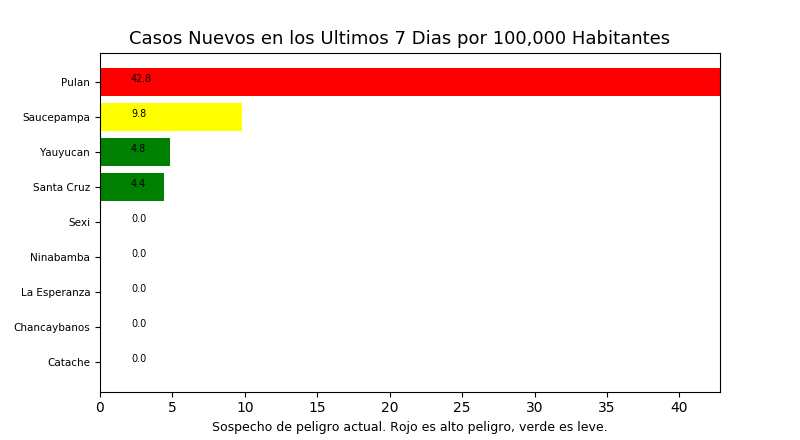 Casos Nuevos en los Ultimos 7 Dias por 100,000 Habitantes
Pulan 42.8
Saucepampa 9.8
Yauyucan 4.8
Santa Cruz 4.4
Sexi 0.0
Ninabamba 0.0
La Esperanza 0.0
Chancaybanos 0.0
Catache 0.0
0 5 10 15 20 25 30 35 40
Sospecho de peligro actual. Rojo es alto peligro, verde es leve.